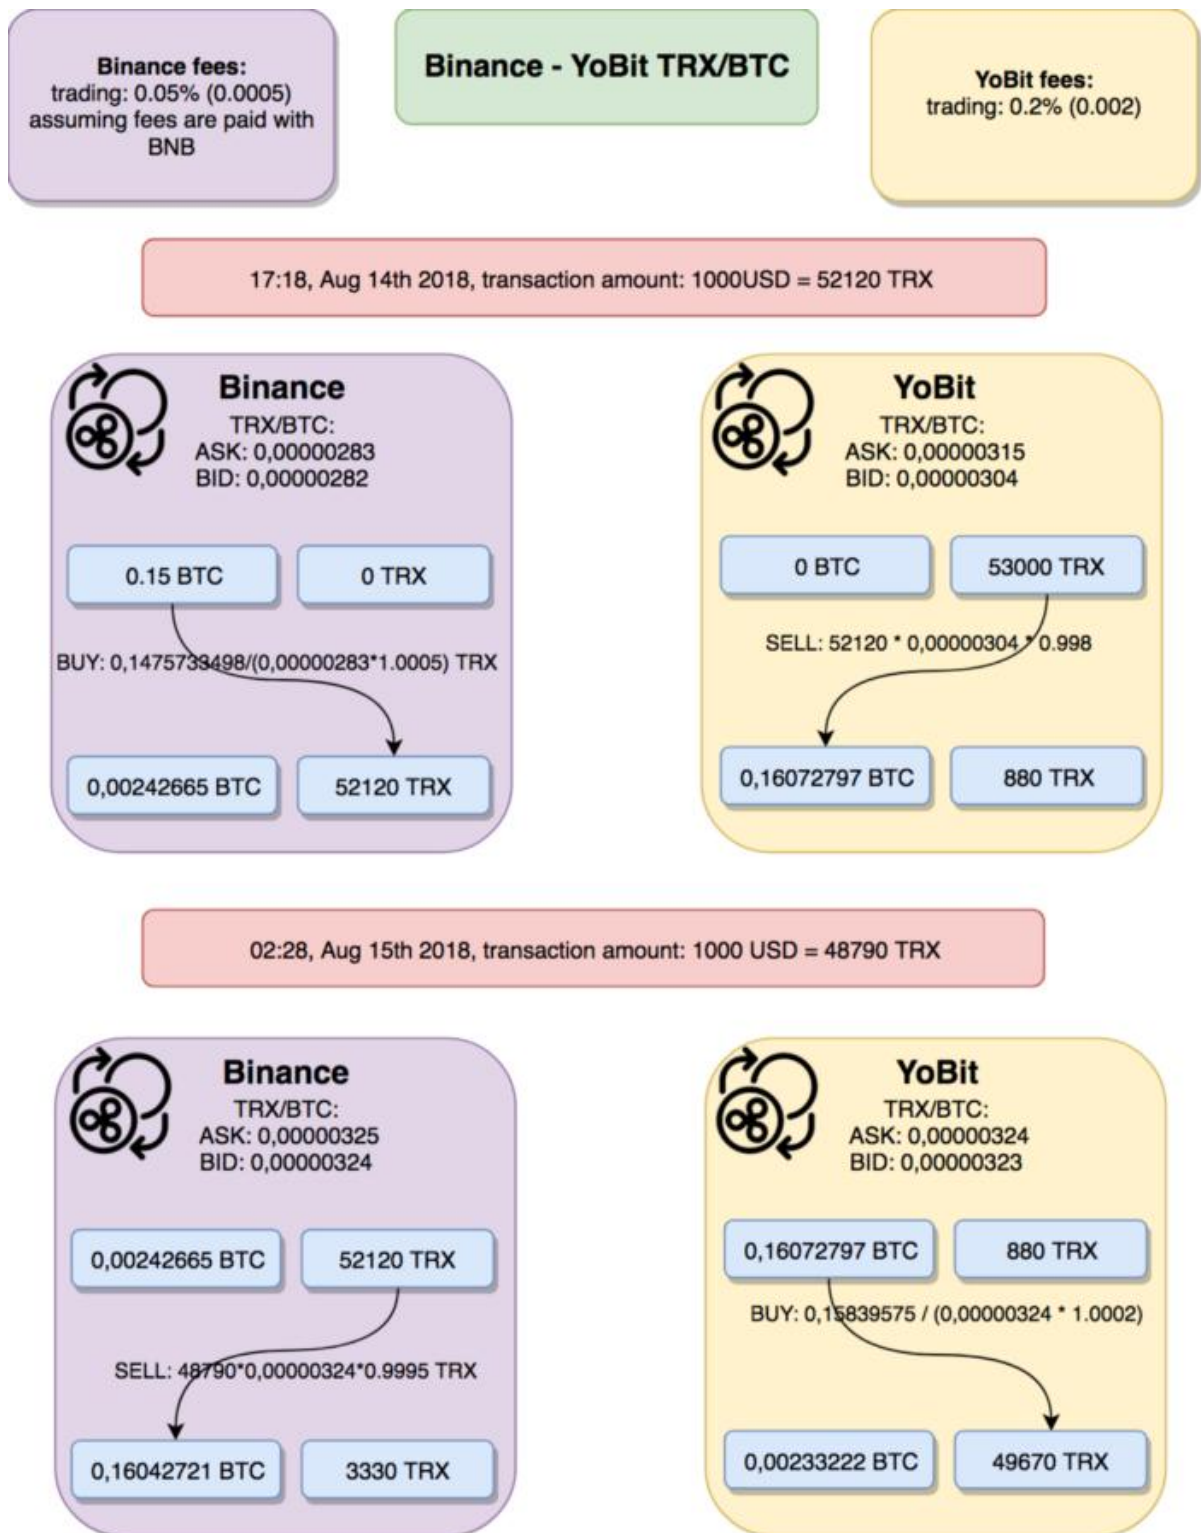 Binance fees:
trading: 0.05% (0.0005)
assuming fees are paid with
BNB
Binance - YoBit TRX/BTC
YoBit fees:
trading: 0.2% (0.002)
17:18, Aug 14th 2018, transaction amount: 1000USD = 52120 TRX
Binance
TRX/BTC:
ASK: 0,00000283
BID: 0,00000282
0.15 BTC
0 TRX
BUY: 0,1475733498/(0,00000283*1.0005) TRX
0,00242665 BTC
52120 TRX
YoBit
TRX/BTC:
ASK: 0,00000315
BID: 0,00000304
0 BTC
53000 TRX
SELL: 52120 * 0,00000304 * 0.998
0,16072797 BTC
880 TRX
02:28, Aug 15th 2018, transaction amount: 1000 USD = 48790 TRX
Binance
TRX/BTC:
ASK: 0,00000325
BID: 0,00000324
0,00242665 BTC
52120 TRX
SELL: 48790*0,00000324*0.9995 TRX
0,16042721 BTC
3330 TRX
YoBit
TRX/BTC:
ASK: 0,00000324
BID: 0,00000323
0,16072797 BTC
880 TRX
BUY: 0,15839575 / (0,00000324 * 1.0002)
0,00233222 BTC
49670 TRX